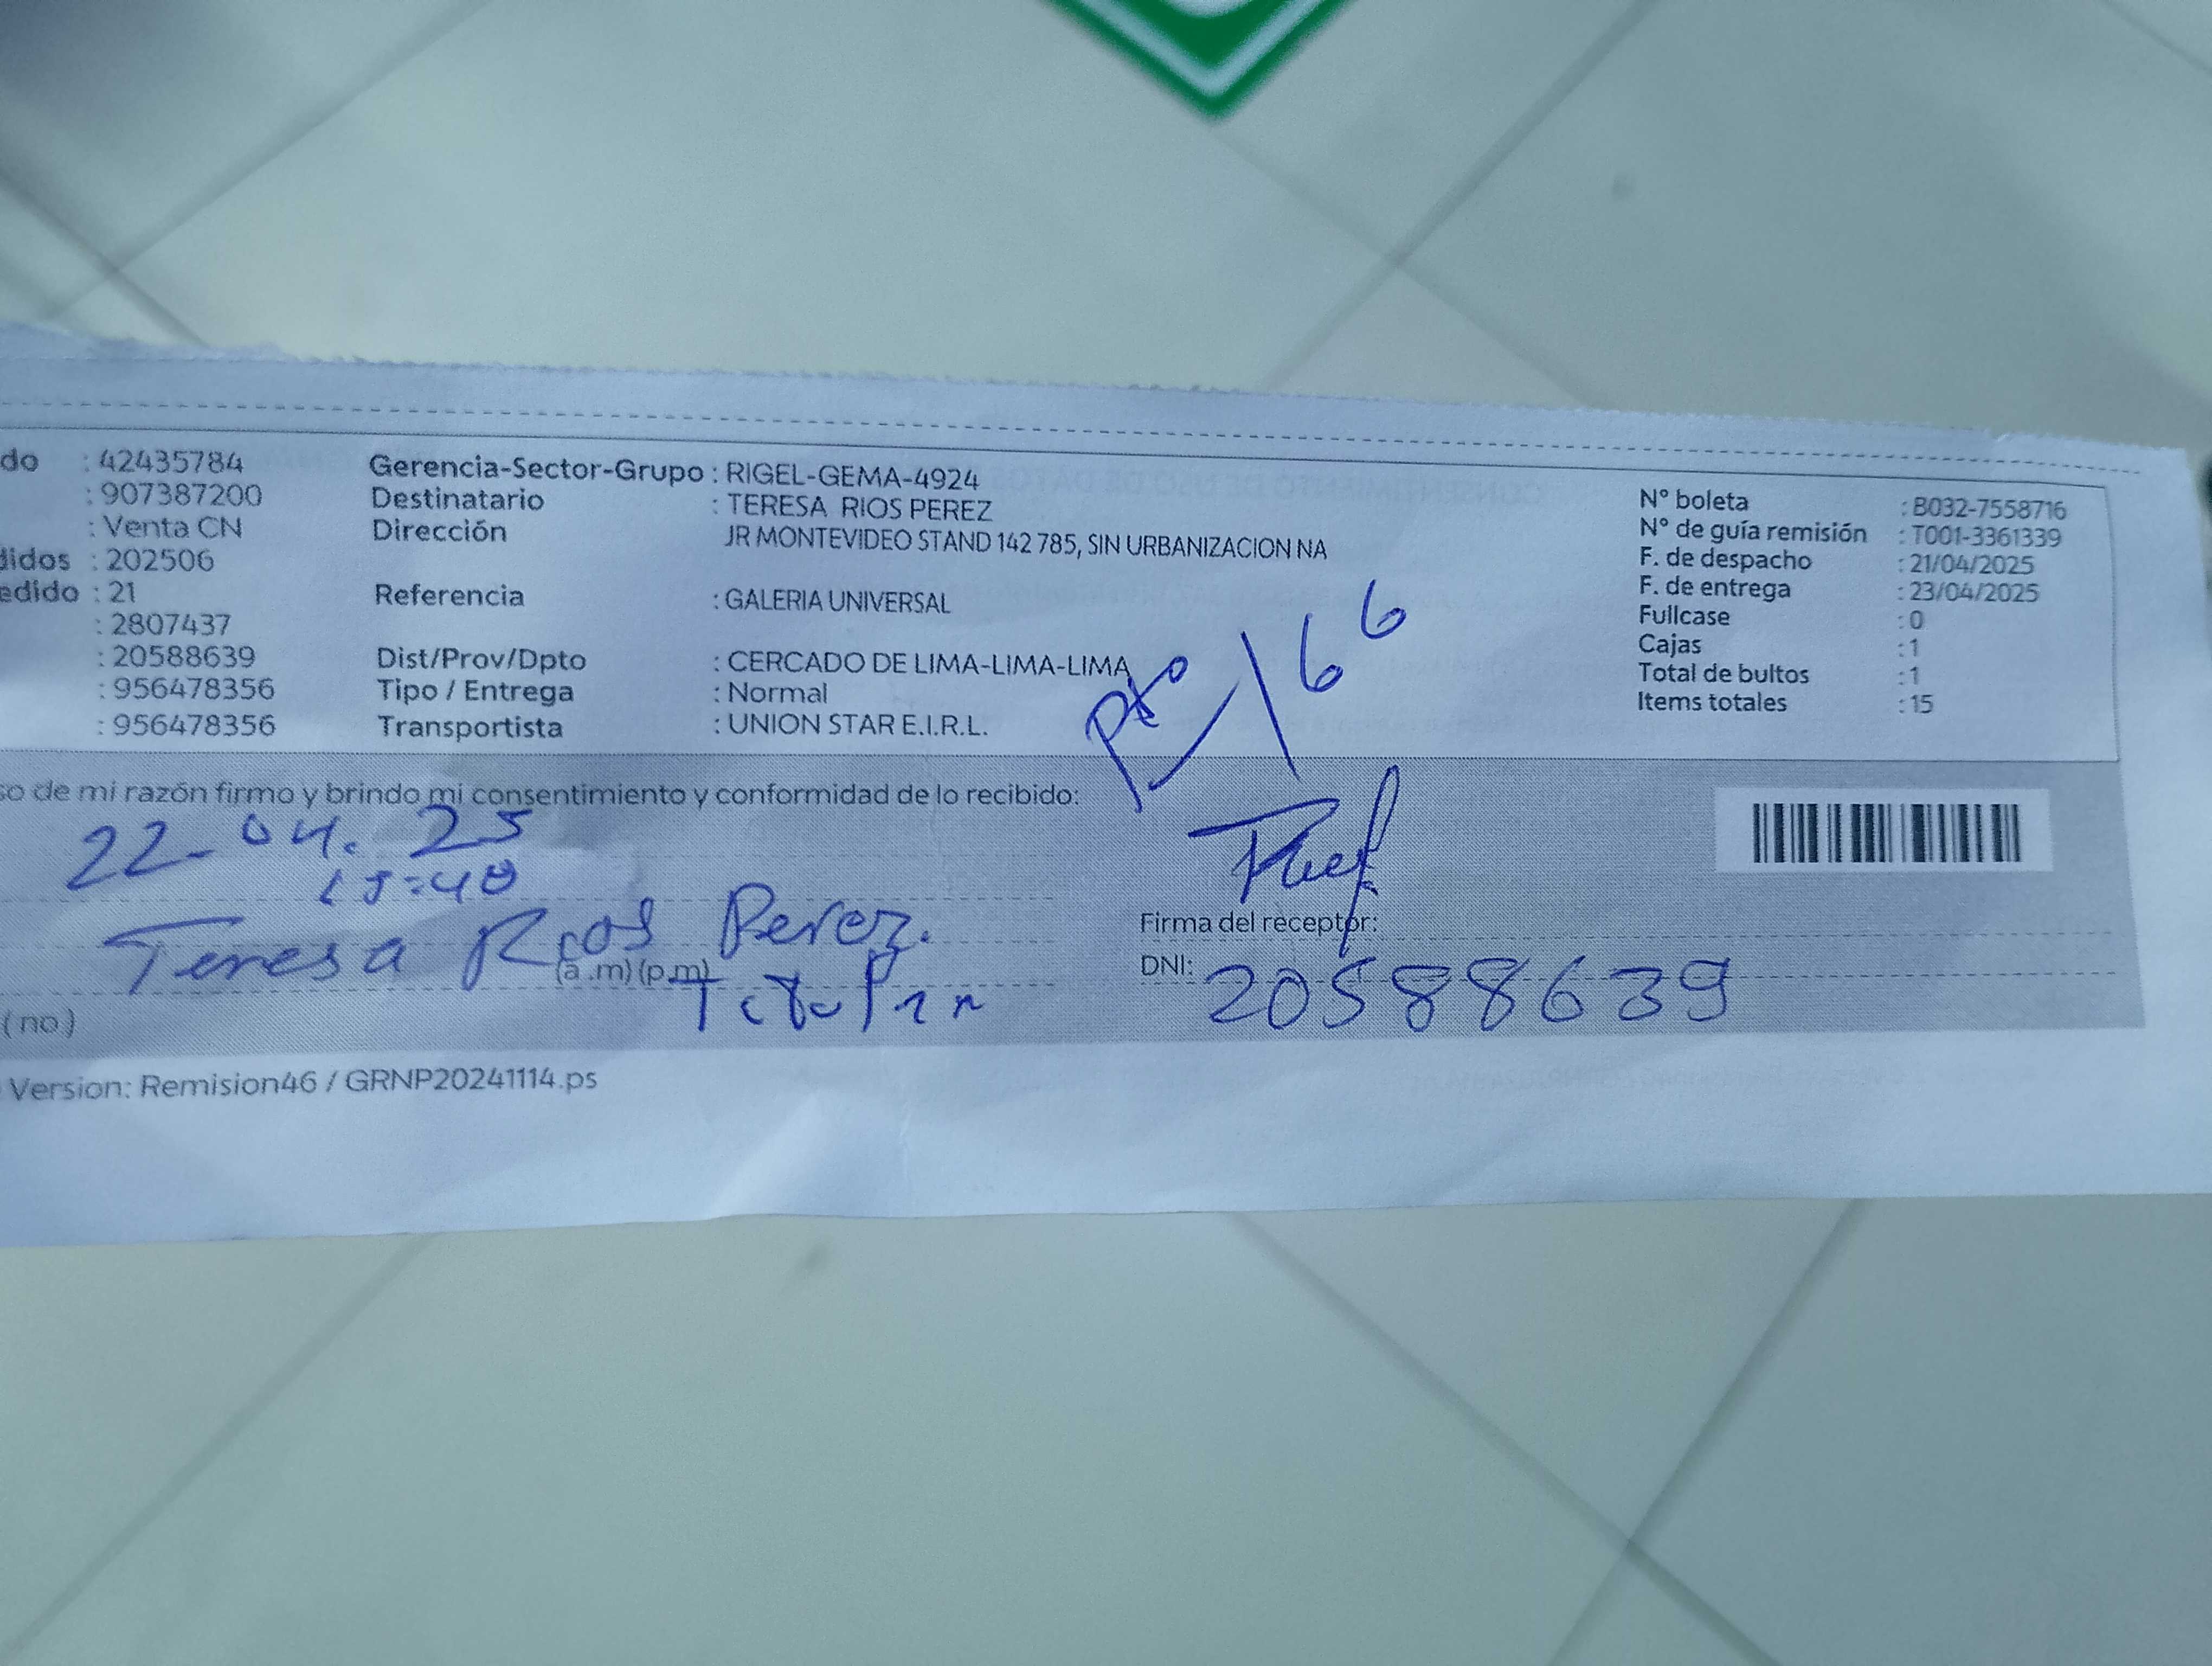 do : 42435784
: 907387200
: Venta CN
didos : 202506
edido : 21
: 2807437
: 20588639
: 956478356
: 956478356
Gerencia-Sector-Grupo : RIGEL-GEMA-4924
Destinatario : TERESA RIOS PEREZ
Dirección JR MONTEVIDEO STAND 142 785, SIN URBANIZACION NA
Referencia : GALERIA UNIVERSAL
Dist/Prov/Dpto : CERCADO DE LIMA-LIMA-LIMA
Tipo / Entrega : Normal
Transportista : UNION STAR E.I.R.L.
N° boleta : B032-7558716
N° de guía remisión : T001-3361339
F. de despacho : 21/04/2025
F. de entrega : 23/04/2025
Fullcase : 0
Cajas : 1
Total de bultos : 1
Items totales : 15
166
so de mi razón firmo y brindo mi consentimiento y conformidad de lo recibido:
22-04.25
15:40
Teresa Rios Perez.
(a.m) (p.m)
Titular
(no)
Firma del receptor:
DNI: 20588639
Version: Remision46 / GRNP20241114.ps